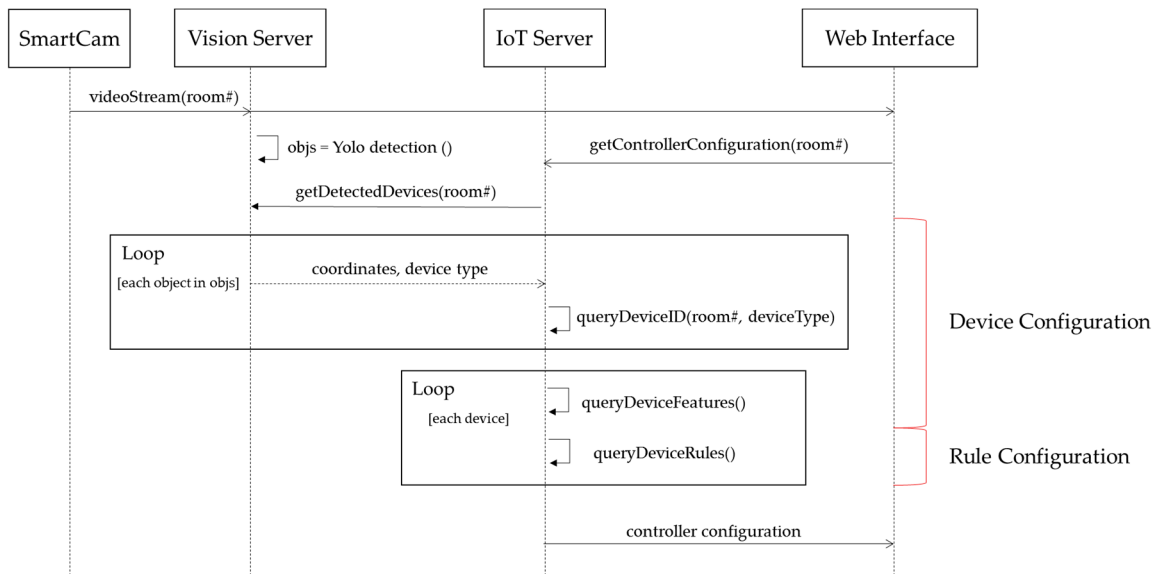 SmartCam
Vision Server
IoT Server
Web Interface
videoStream(room#)
objs = Yolo detection ()
getControllerConfiguration(room#)
getDetectedDevices(room#)
Loop
[each object in objs]
coordinates, device type
queryDeviceID(room#, deviceType)
Device Configuration
Loop
[each device]
queryDeviceFeatures()
queryDeviceRules()
Rule Configuration
controller configuration